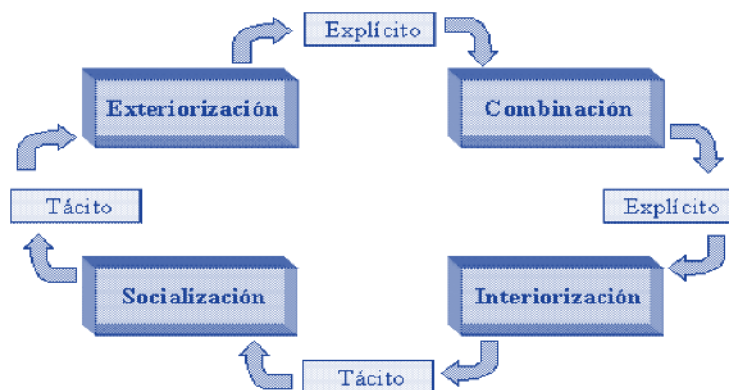 Explícito
Exteriorización
Combinación
Tácito
Explícito
Socialización
Interiorización
Tácito